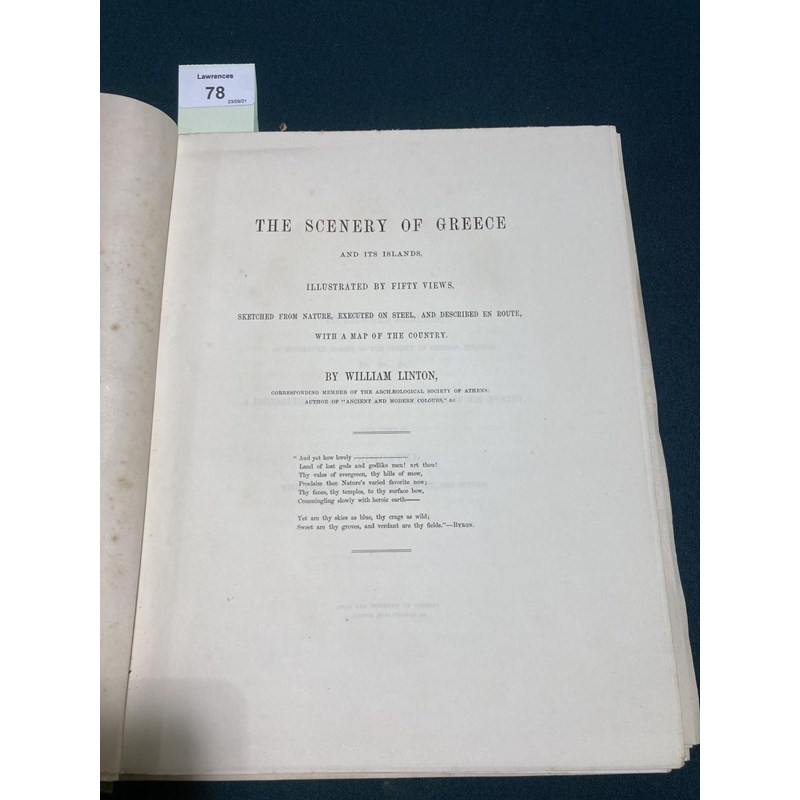 Lawrences
78
23/09/21
THE SCENERY OF GREECE
AND ITS ISLANDS,
ILLUSTRATED BY FIFTY VIEWS,
SKETCHED FROM NATURE, EXECUTED ON STEEL, AND DESCRIBED EN ROUTE,
WITH A MAP OF THE COUNTRY.
BY WILLIAM LINTON,
CORRESPONDING MEMBER OF THE ARCHÆOLOGICAL SOCIETY OF ATHENS;
AUTHOR OF "ANCIENT AND MODERN COLOURS," &c.
"And yet how lovely ————
Land of lost gods and godlike men! art thou!
Thy vales of evergreen, thy hills of snow,
Proclaim thee Nature's varied favorite now;
Thy fanes, thy temples, to thy surface bow,
Commingling slowly with heroic earth——
Yet are thy skies as blue, thy crags as wild;
Sweet are thy groves, and verdant are thy fields."—BYRON.